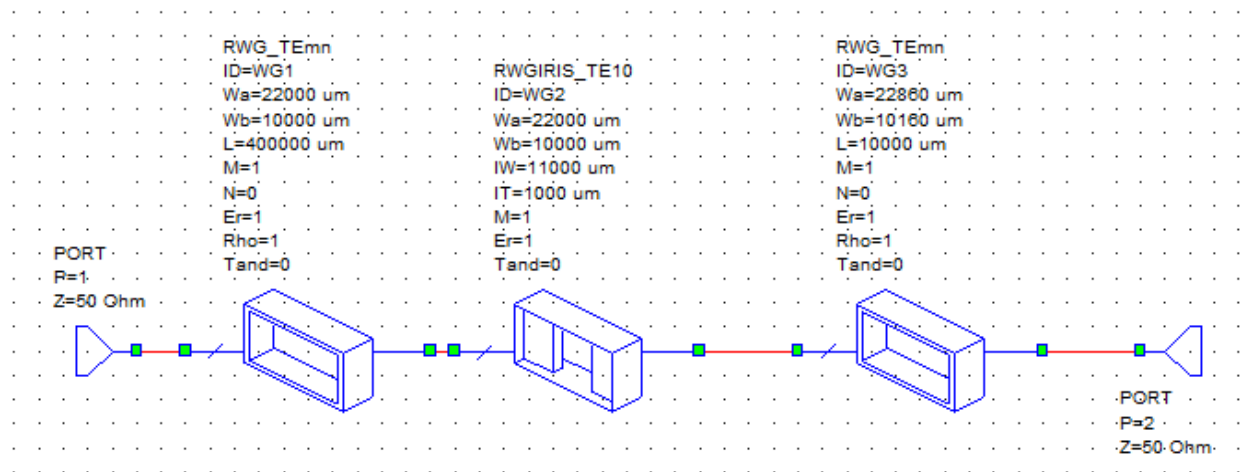 RWG_TEmn
ID=WG1
Wa=22000 um
Wb=10000 um
L=400000 um
M=1
N=0
Er=1
Rho=1
Tand=0
RWGIRIS_TE10
ID=WG2
Wa=22000 um
Wb=10000 um
IW=11000 um
IT=1000 um
M=1
Er=1
Tand=0
RWG_TEmn
ID=WG3
Wa=22860 um
Wb=10160 um
L=10000 um
M=1
N=0
Er=1
Rho=1
Tand=0
PORT
P=1
Z=50 Ohm
PORT
P=2
Z=50 Ohm